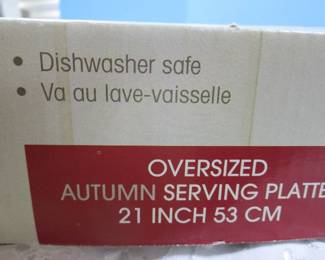 • Dishwasher safe
• Va au lave-vaisselle
OVERSIZED
AUTUMN SERVING PLATTE
21 INCH 53 CM